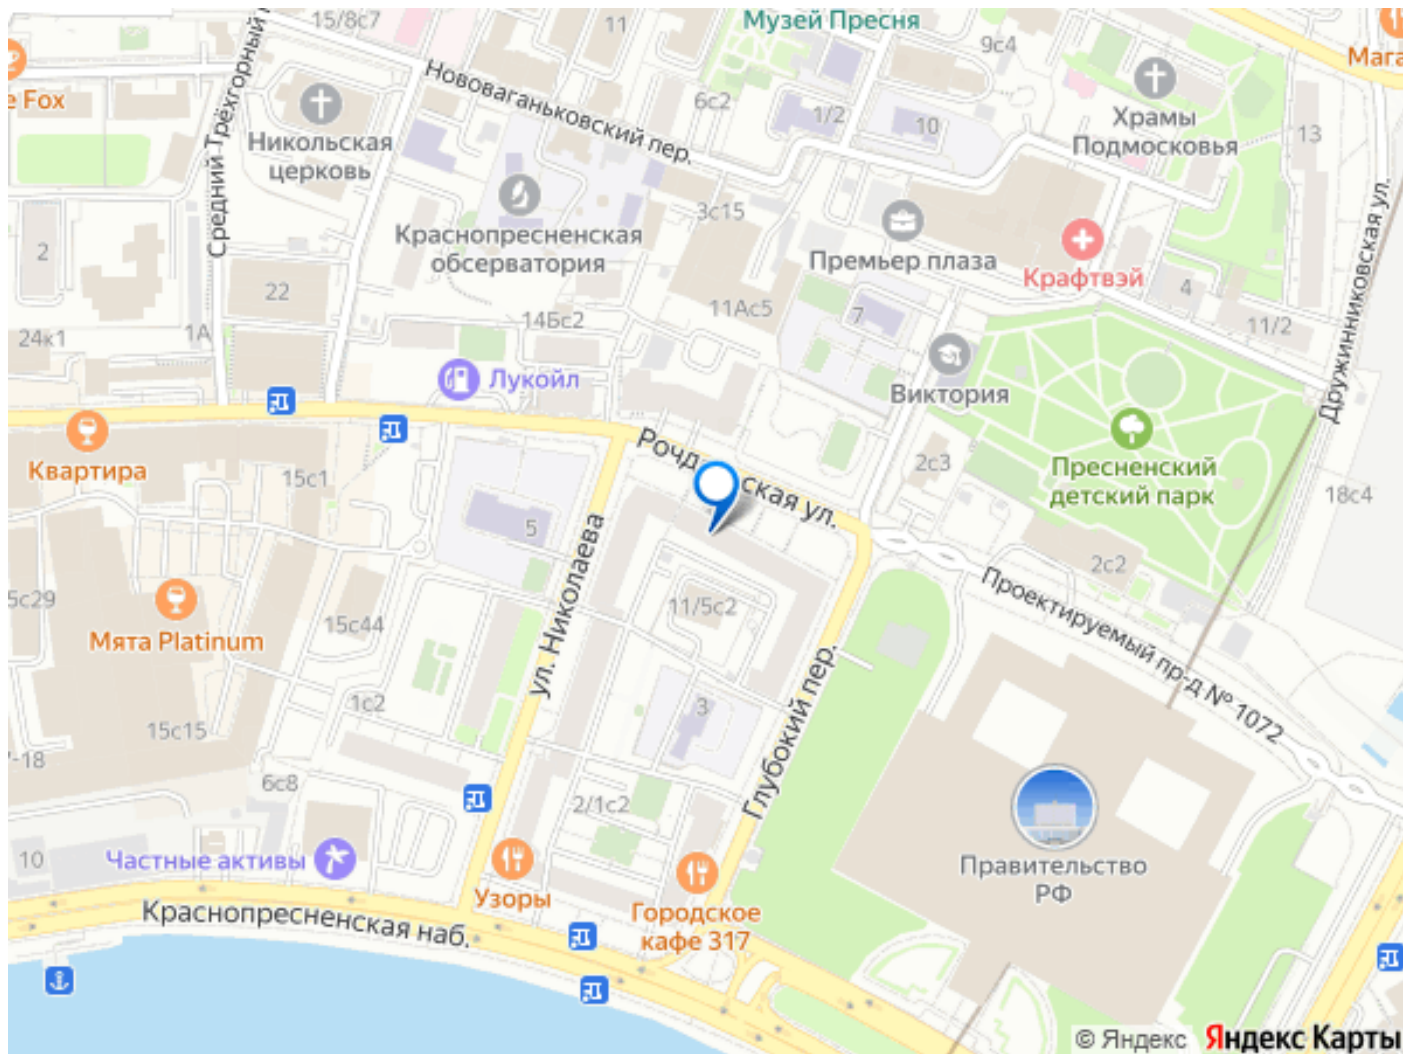 15/8с7
11
Музей Пресня
9с4
Мага
e Fox
Нововаганьковский пер.
6с2
1/2
10
Храмы
Подмосковья
13
Никольская
церковь
Средний Трёхгорный
3с15
Краснопресненская
обсерватория
Премьер плаза
Крафтвэй
Дружинниковская ул.
2
22
14Бс2
11Ас5
7
4
11/2
24к1
1А
Лукойл
Виктория
Квартира
15с1
Рочд
ская ул.
2с3
Пресненский
детский парк
18с4
5
ул. Николаева
2с2
5с29
Мята Platinum
15с44
11/5с2
Проектируемый пр-д № 1072
1с2
3
15с15
7-18
6с8
2/1с2
Глубокий пер.
10
Частные активы
Узоры
Городское
кафе 317
Правительство
РФ
Краснопресненская наб.
© Яндекс Яндекс Карты